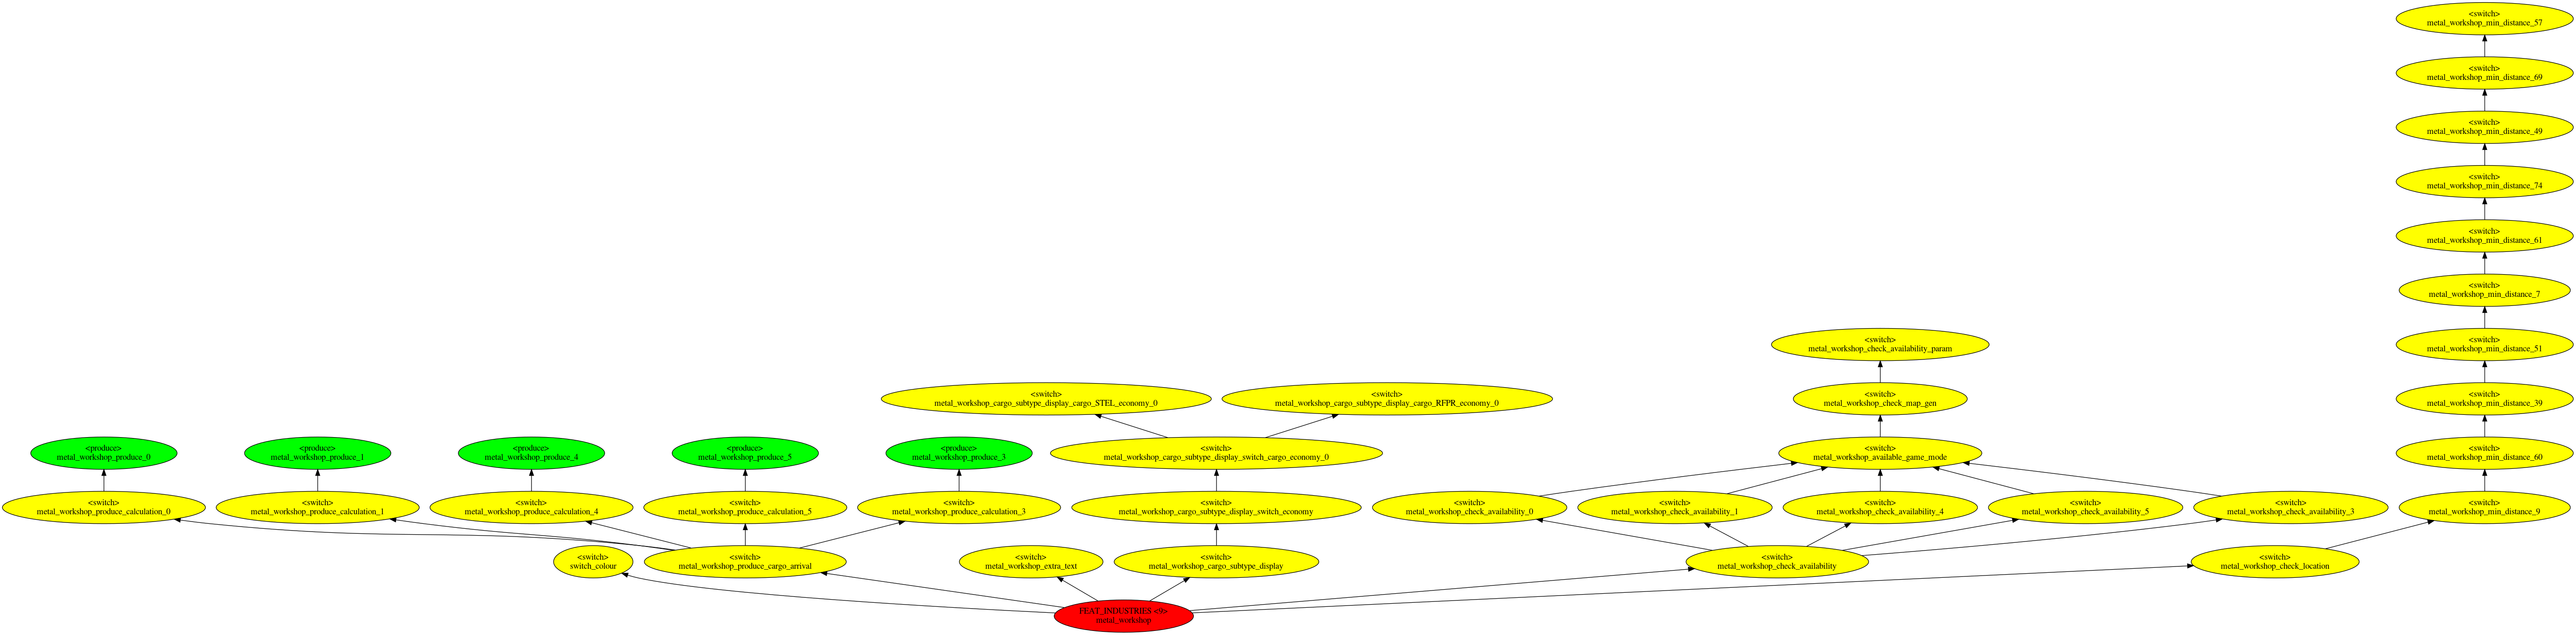 <switch>
metal_workshop_min_distance_57
<switch>
metal_workshop_min_distance_69
<switch>
metal_workshop_min_distance_49
<switch>
metal_workshop_min_distance_74
<switch>
metal_workshop_min_distance_61
<switch>
metal_workshop_min_distance_7
<switch>
metal_workshop_check_availability_param
<switch>
metal_workshop_min_distance_51
<switch>
metal_workshop_cargo_subtype_display_cargo_STEL_economy_0
<switch>
metal_workshop_cargo_subtype_display_cargo_RFPR_economy_0
<switch>
metal_workshop_check_map_gen
<switch>
metal_workshop_min_distance_39
<produce>
metal_workshop_produce_0
<produce>
metal_workshop_produce_1
<produce>
metal_workshop_produce_4
<produce>
metal_workshop_produce_5
<produce>
metal_workshop_produce_3
<switch>
metal_workshop_cargo_subtype_display_switch_cargo_economy_0
<switch>
metal_workshop_available_game_mode
<switch>
metal_workshop_min_distance_60
<switch>
metal_workshop_produce_calculation_0
<switch>
metal_workshop_produce_calculation_1
<switch>
metal_workshop_produce_calculation_4
<switch>
metal_workshop_produce_calculation_5
<switch>
metal_workshop_produce_calculation_3
<switch>
metal_workshop_cargo_subtype_display_switch_economy
<switch>
metal_workshop_check_availability_0
<switch>
metal_workshop_check_availability_1
<switch>
metal_workshop_check_availability_4
<switch>
metal_workshop_check_availability_5
<switch>
metal_workshop_check_availability_3
<switch>
metal_workshop_min_distance_9
<switch>
switch_colour
<switch>
metal_workshop_produce_cargo_arrival
<switch>
metal_workshop_extra_text
<switch>
metal_workshop_cargo_subtype_display
<switch>
metal_workshop_check_availability
<switch>
metal_workshop_check_location
FEAT_INDUSTRIES
metal_workshop